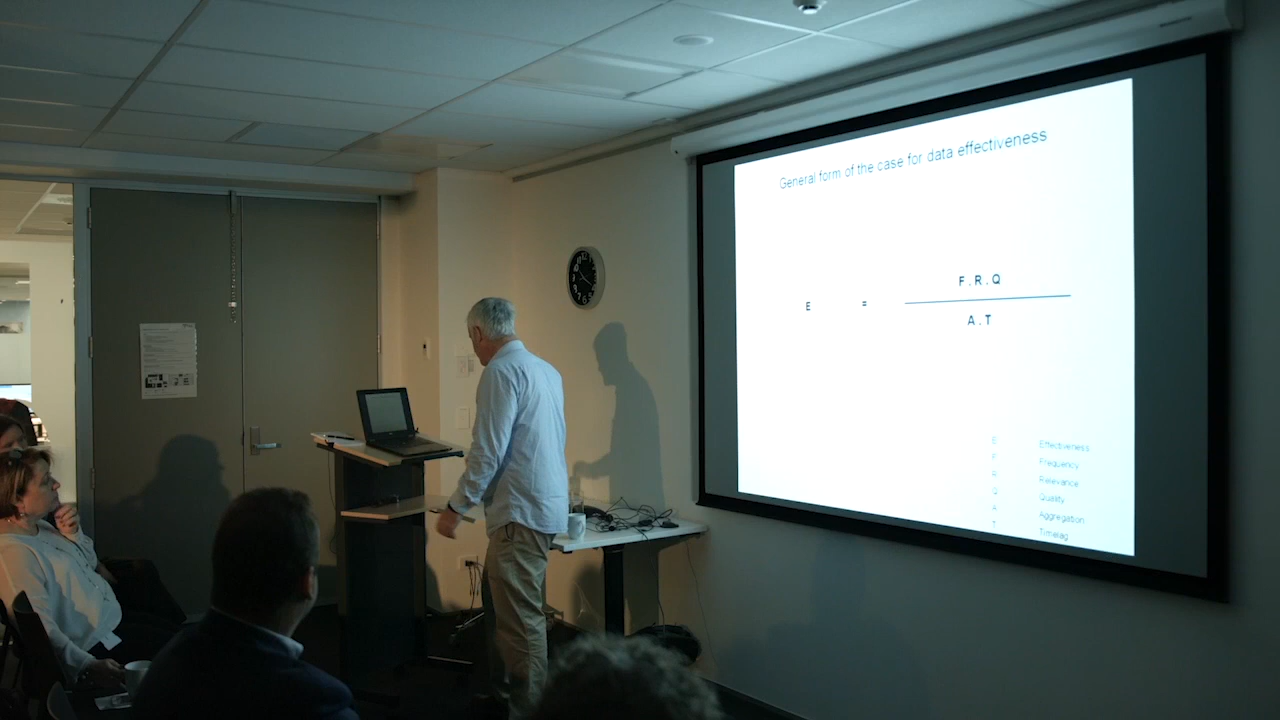 General form of the case for data effectiveness
F . R . Q
E =
A . T
E Effectiveness
F Frequency
R Relevance
Q Quality
A Aggregation
T Timelag